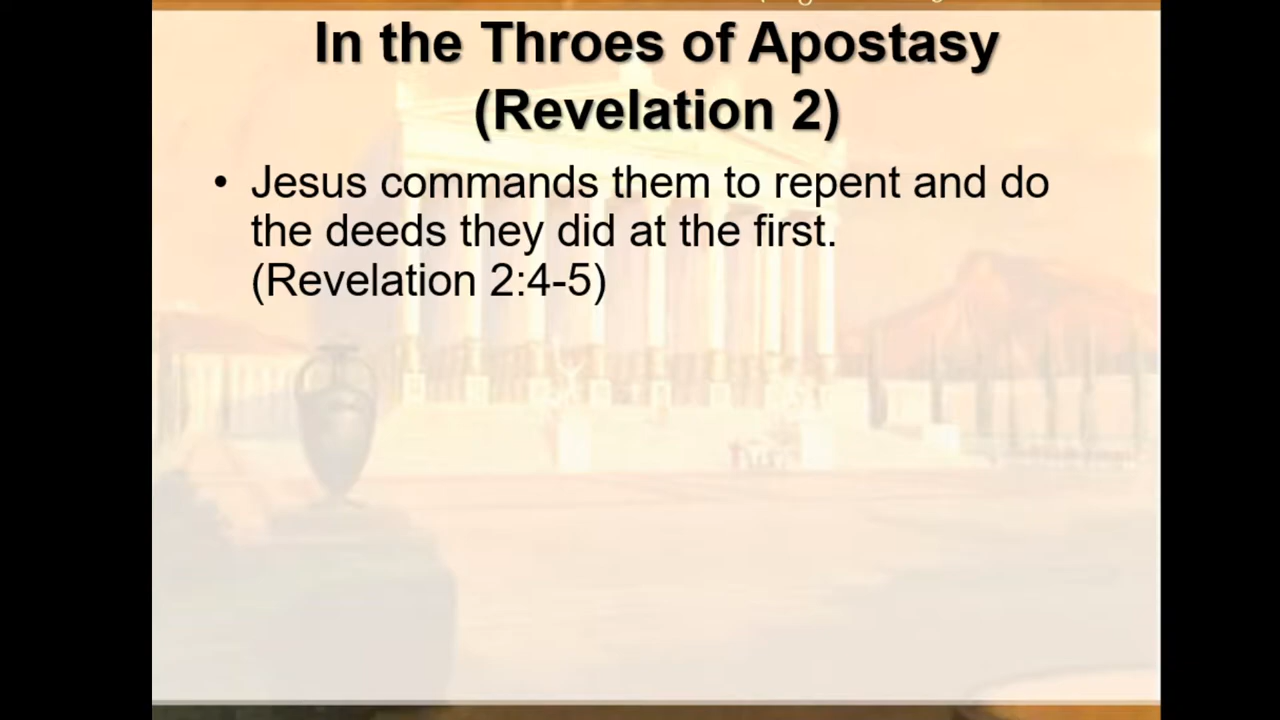 In the Throes of Apostasy
(Revelation 2)
• Jesus commands them to repent and do
the deeds they did at the first.
(Revelation 2:4-5)